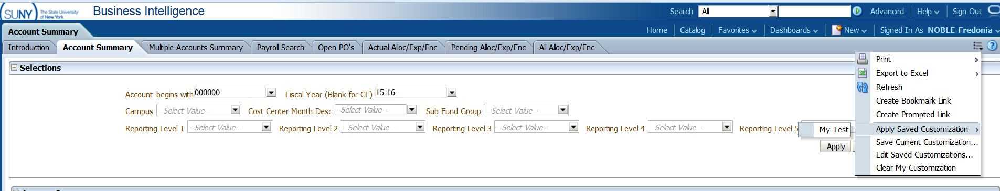 SUNY The State University of New York Business Intelligence Search All Advanced Help Sign Out
Account Summary Home Catalog Favorites Dashboards New Signed In As NOBLE-Fredonia
Introduction Account Summary Multiple Accounts Summary Payroll Search Open PO's Actual Alloc/Exp/Enc Pending Alloc/Exp/Enc All Alloc/Exp/Enc
Selections
Account begins with 000000 Fiscal Year (Blank for CF) 15-16
Campus --Select Value-- Cost Center Month Desc --Select Value-- Sub Fund Group --Select Value--
Reporting Level 1 --Select Value-- Reporting Level 2 --Select Value-- Reporting Level 3 --Select Value-- Reporting Level 4 --Select Value-- Reporting Level 5
Apply
Print
Export to Excel
Refresh
Create Bookmark Link
Create Prompted Link
Apply Saved Customization
My Test
Save Current Customization...
Edit Saved Customizations...
Clear My Customization